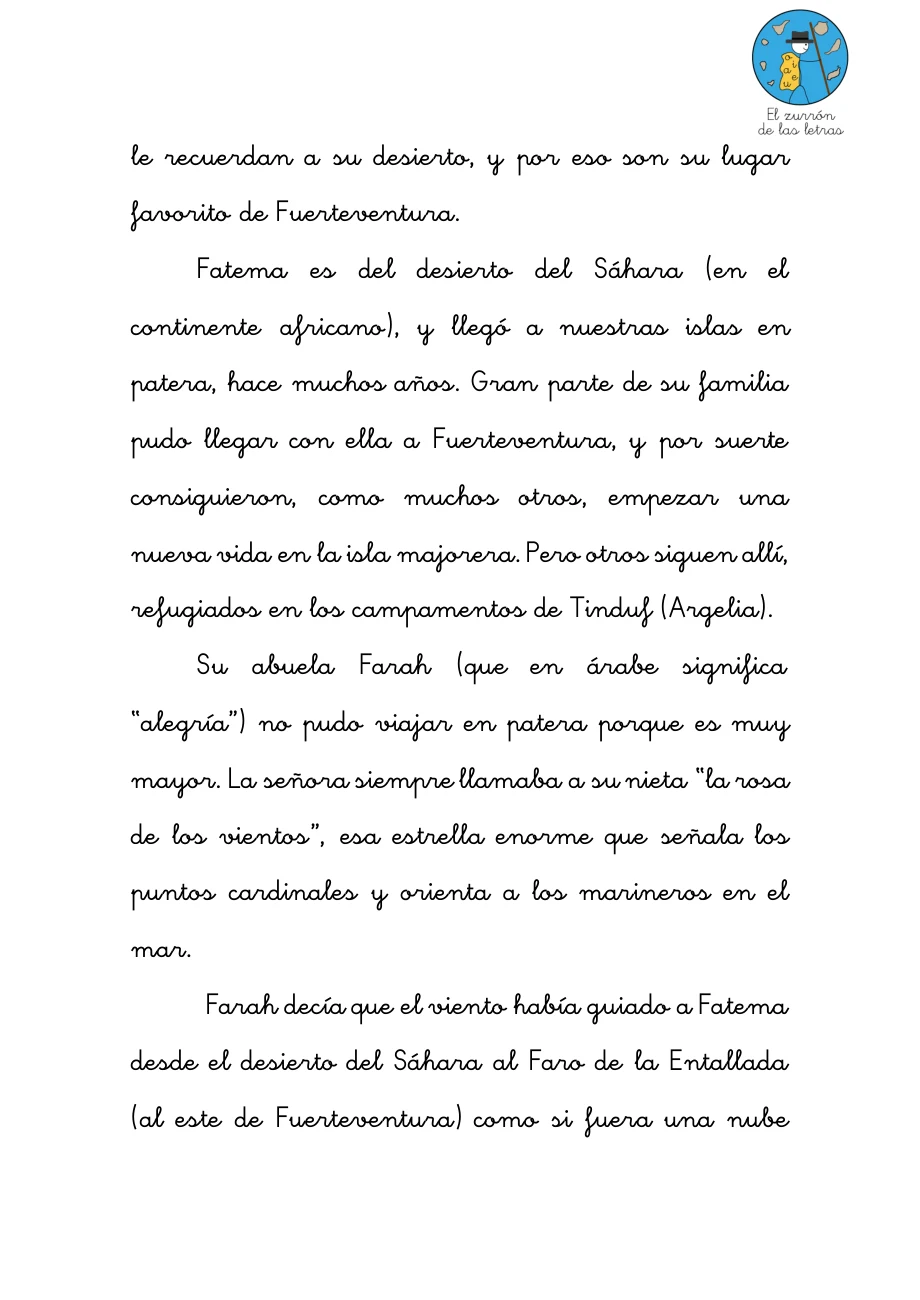 El zurrón
de las letras
le recuerdan a su desierto, y por eso son su lugar
favorito de Fuerteventura.
Fatema es del desierto del Sáhara (en el
continente africano), y llegó a nuestras islas en
patera, hace muchos años. Gran parte de su familia
pudo llegar con ella a Fuerteventura, y por suerte
consiguieron, como muchos otros, empezar una
nueva vida en la isla majorera. Pero otros siguen allí,
refugiados en los campamentos de Tinduf (Argelia).
Su abuela Farah (que en árabe significa
“alegría”) no pudo viajar en patera porque es muy
mayor. La señora siempre llamaba a su nieta “la rosa
de los vientos”, esa estrella enorme que señala los
puntos cardinales y orienta a los marineros en el
mar.
Farah decía que el viento había guiado a Fatema
desde el desierto del Sáhara al Faro de la Entallada
(al este de Fuerteventura) como si fuera una nube